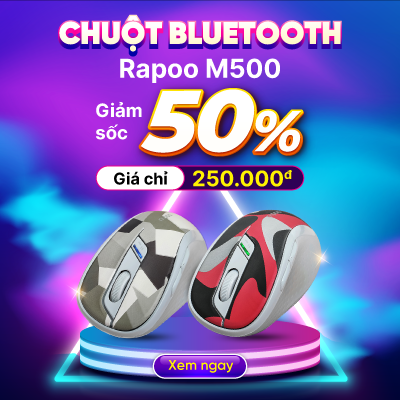 CHUỘT BLUETOOTH
Rapoo M500
Giảm sốc
50%
Giá chỉ 250.000đ
Xem ngay